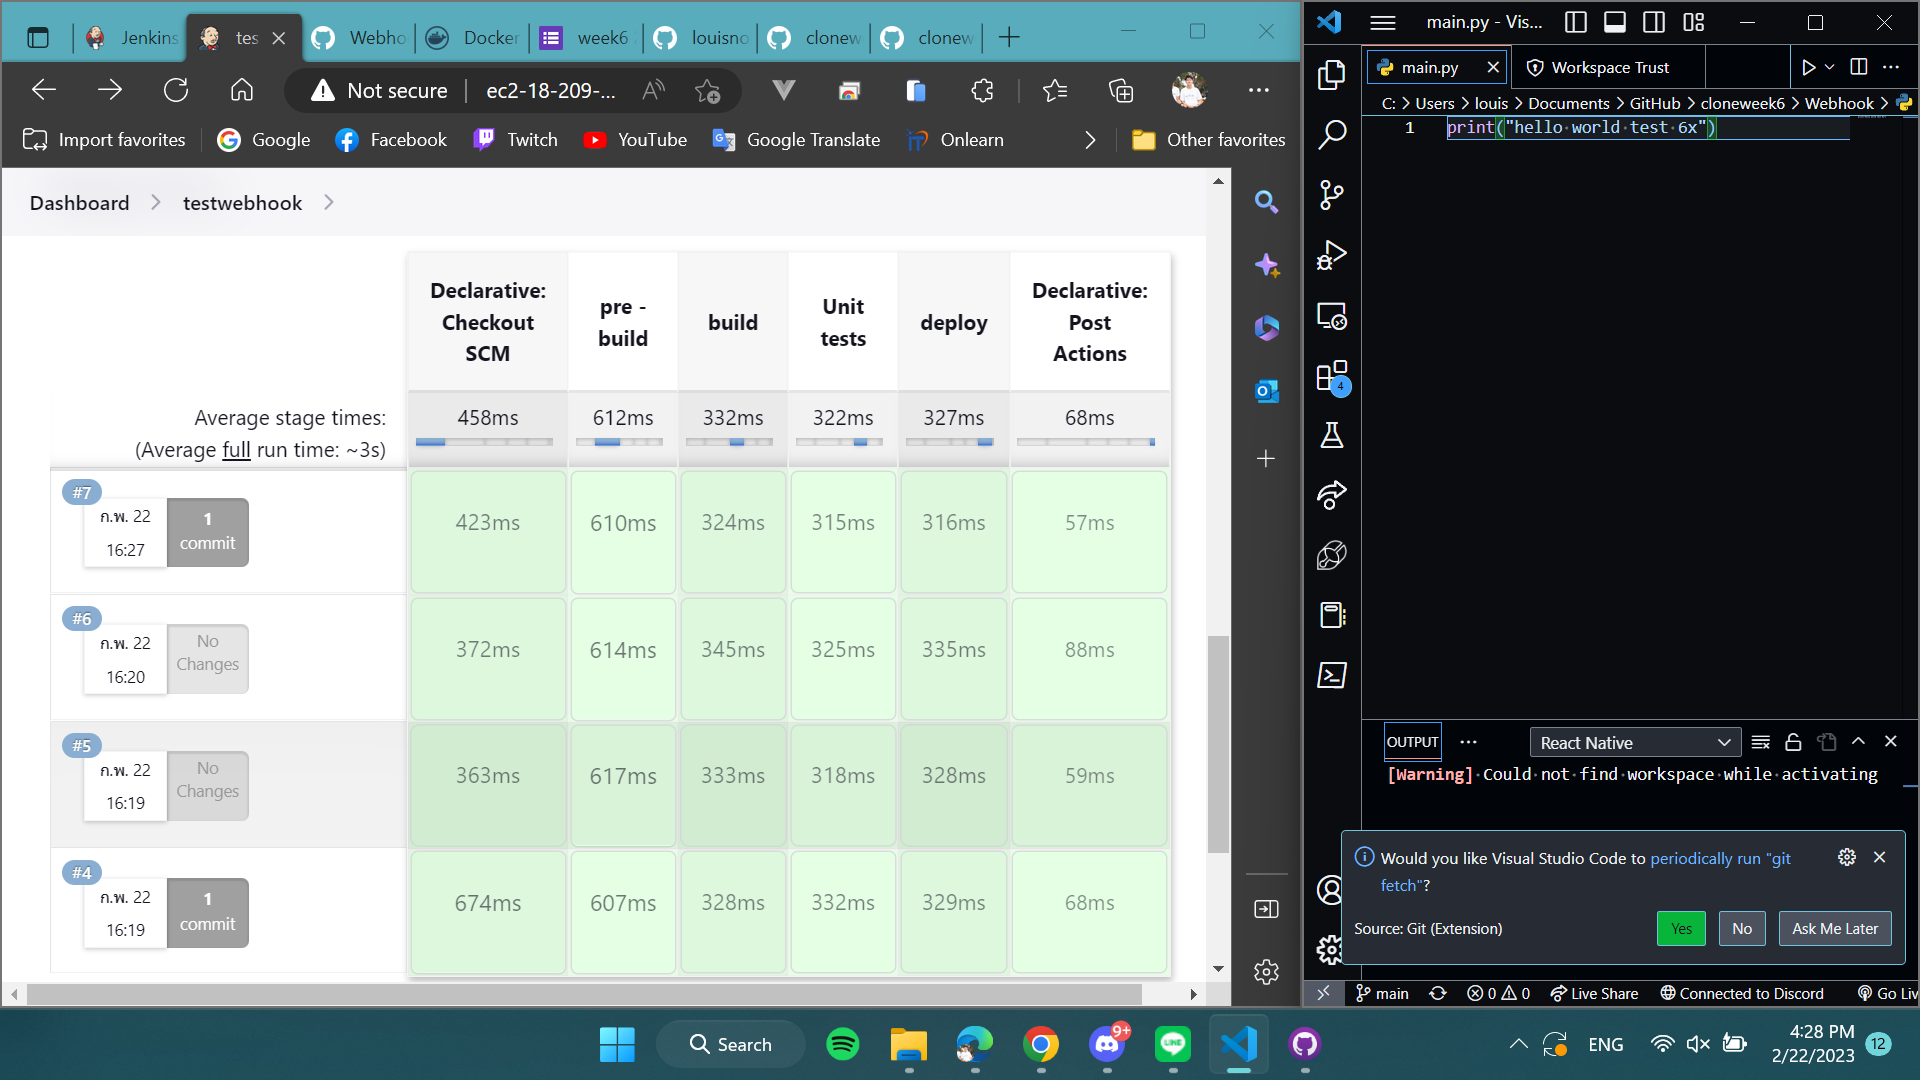 Jenkins
tes
Webho
Docker
week6
louisno
clonew
clonew
Not secure
ec2-18-209-...
Import favorites
Google
Facebook
Twitch
YouTube
Google Translate
Onlearn
Other favorites
Dashboard
testwebhook
Declarative: Checkout SCM
pre - build
build
Unit tests
deploy
Declarative: Post Actions
Average stage times:
(Average full run time: ~3s)
458ms
612ms
332ms
322ms
327ms
68ms
#7
ก.พ. 22
16:27
1
commit
423ms
610ms
324ms
315ms
316ms
57ms
#6
ก.พ. 22
16:20
No
Changes
372ms
614ms
345ms
325ms
335ms
88ms
#5
ก.พ. 22
16:19
No
Changes
363ms
617ms
333ms
318ms
328ms
59ms
#4
ก.พ. 22
16:19
1
commit
674ms
607ms
328ms
332ms
329ms
68ms
main.py - Vis...
main.py
Workspace Trust
C: > Users > louis > Documents > GitHub > cloneweek6 > Webhook >
1
print("hello world test 6x")
4
OUTPUT
React Native
[Warning] Could not find workspace while activating
Would you like Visual Studio Code to periodically run "git
fetch"?
Source: Git (Extension)
Yes
No
Ask Me Later
main
0
0
Live Share
Connected to Discord
Go Liv
Search
9+
LINE
ENG
4:28 PM
2/22/2023
12